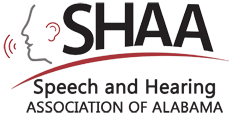 SHAA
Speech and Hearing
ASSOCIATION OF ALABAMA